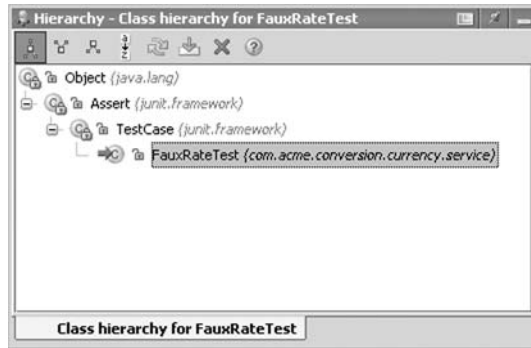 Hierarchy - Class hierarchy for FauxRateTest
Object (java.lang)
Assert (junit.framework)
TestCase (junit.framework)
FauxRateTest (com.acme.conversion.currency.service)
Class hierarchy for FauxRateTest